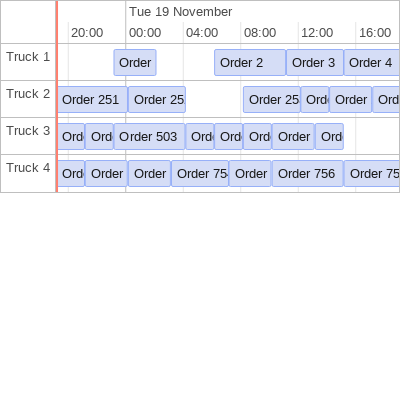 Tue 19 November
20:00 00:00 04:00 08:00 12:00 16:00
Truck 1 Order Order 2 Order 3 Order 4
Truck 2 Order 251 Order 25 Order 25 Ord Order Ord
Truck 3 Ord Ord Order 503 Ord Ord Ord Order Ord
Truck 4 Ord Order Order Order 75 Order Order 756 Order 75